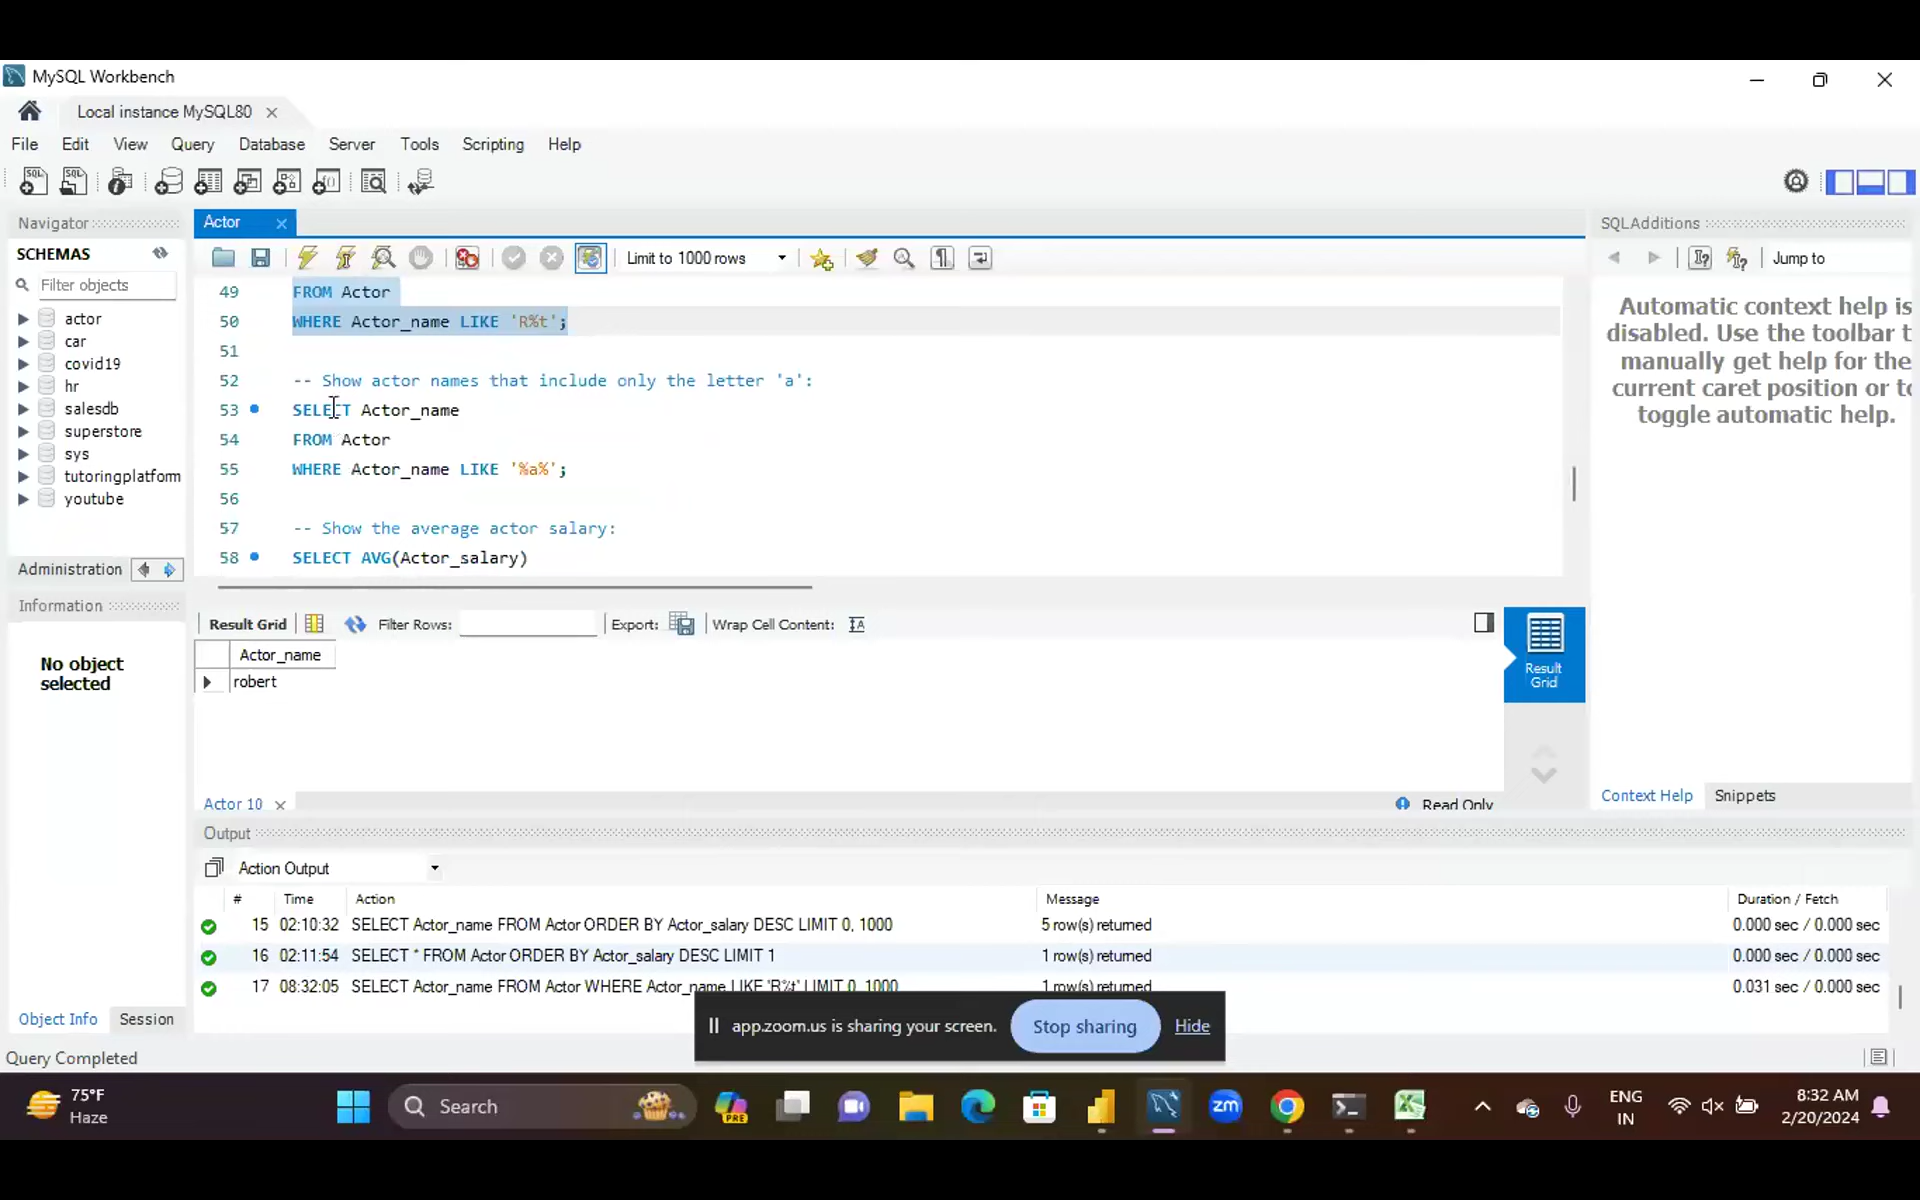 MySQL Workbench
Local instance MySQL80
File Edit View Query Database Server Tools Scripting Help
Navigator
SCHEMAS
Filter objects
actor
car
covid19
hr
salesdb
superstore
sys
tutoringplatform
youtube
Administration
Information
No object
selected
Object Info Session
Query Completed
Actor
Limit to 1000 rows
49 FROM Actor
50 WHERE Actor_name LIKE 'R%t';
51
52 -- Show actor names that include only the letter 'a':
53 SELECT Actor_name
54 FROM Actor
55 WHERE Actor_name LIKE '%a%';
56
57 -- Show the average actor salary:
58 SELECT AVG(Actor_salary)
Result Grid Filter Rows: Export: Wrap Cell Content:
Actor_name
robert
Result
Grid
Actor 10
Read Only
SQLAdditions
Jump to
Automatic context help is
disabled. Use the toolbar t
manually get help for the
current caret position or to
toggle automatic help.
Context Help Snippets
Output
Action Output
# Time Action Message Duration / Fetch
15 02:10:32 SELECT Actor_name FROM Actor ORDER BY Actor_salary DESC LIMIT 0, 1000 5 row(s) returned 0.000 sec / 0.000 sec
16 02:11:54 SELECT * FROM Actor ORDER BY Actor_salary DESC LIMIT 1 1 row(s) returned 0.000 sec / 0.000 sec
17 08:32:05 SELECT Actor_name FROM Actor WHERE Actor_name LIKE 'R%t' LIMIT 0, 1000 1 row(s) returned 0.031 sec / 0.000 sec
app.zoom.us is sharing your screen. Stop sharing Hide
75°F
Haze
Search
PRE
zm
ENG
IN
8:32 AM
2/20/2024